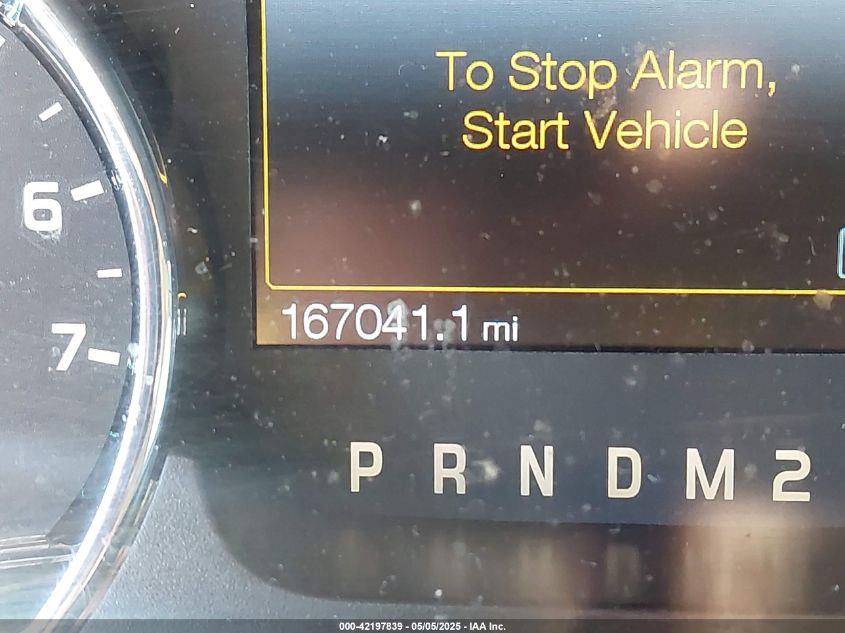 To Stop Alarm,
Start Vehicle
6
7
167041.1 mi
P R N D M 2
000-42197839 - 05/05/2025 - IAA Inc.